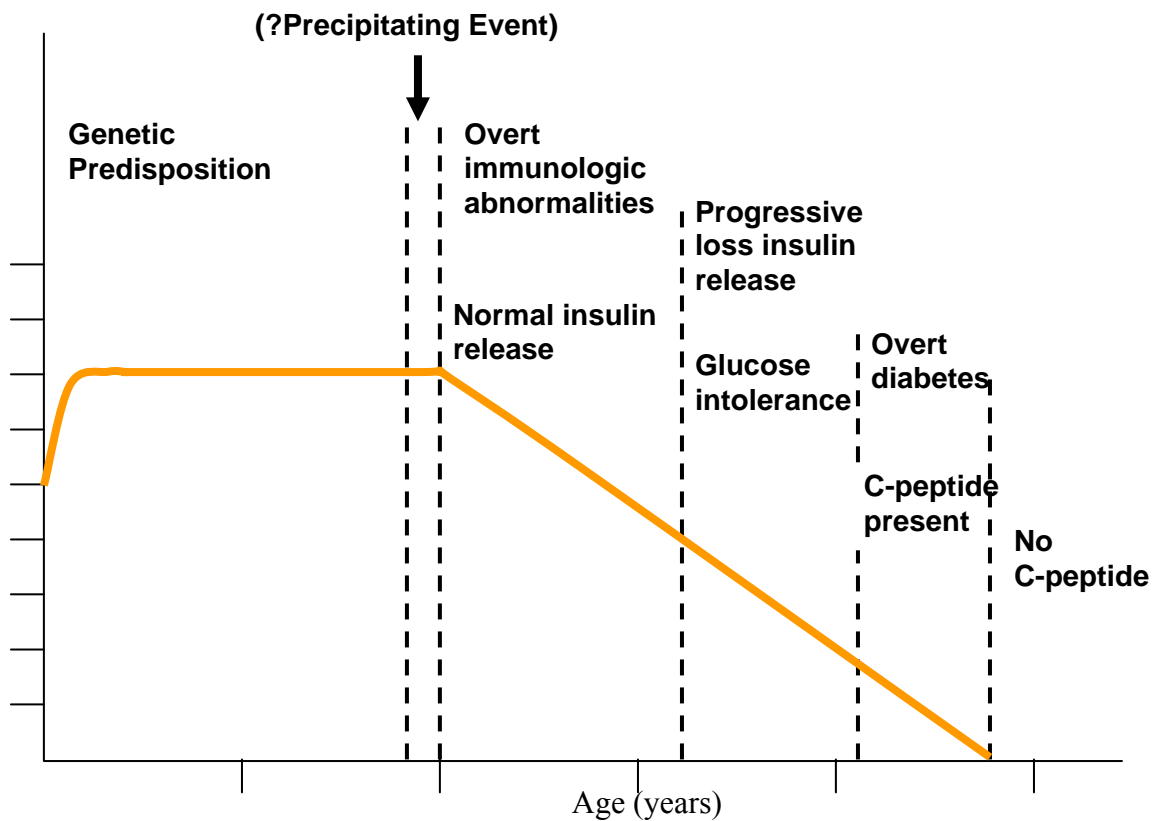 (?Precipitating Event)
Genetic
Predisposition
Overt
immunologic
abnormalities
Normal insulin
release
Progressive
loss insulin
release
Glucose
intolerance
Overt
diabetes
C-peptide
present
No
C-peptide
Age (years)